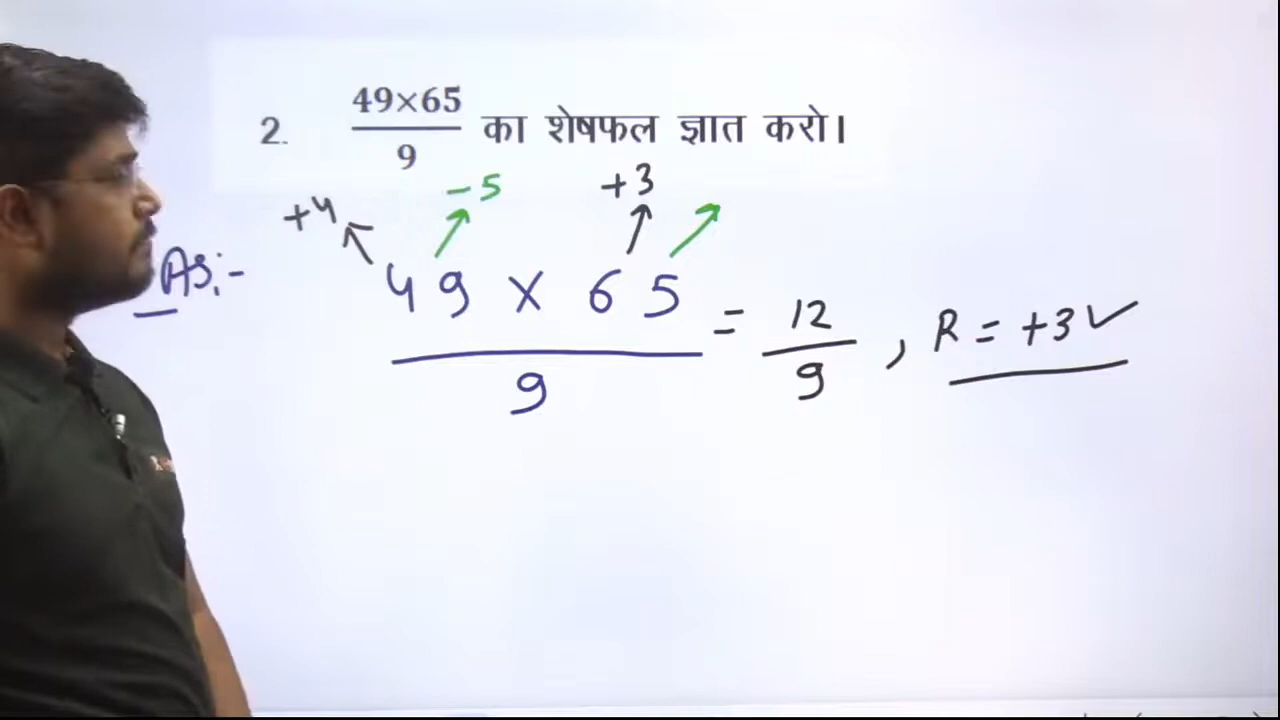 2. 49×65/9 का शेषफल ज्ञात करो।
+4 -5 +3
As:- 49 × 65 / 9 = 12/9 , R = +3 ✓